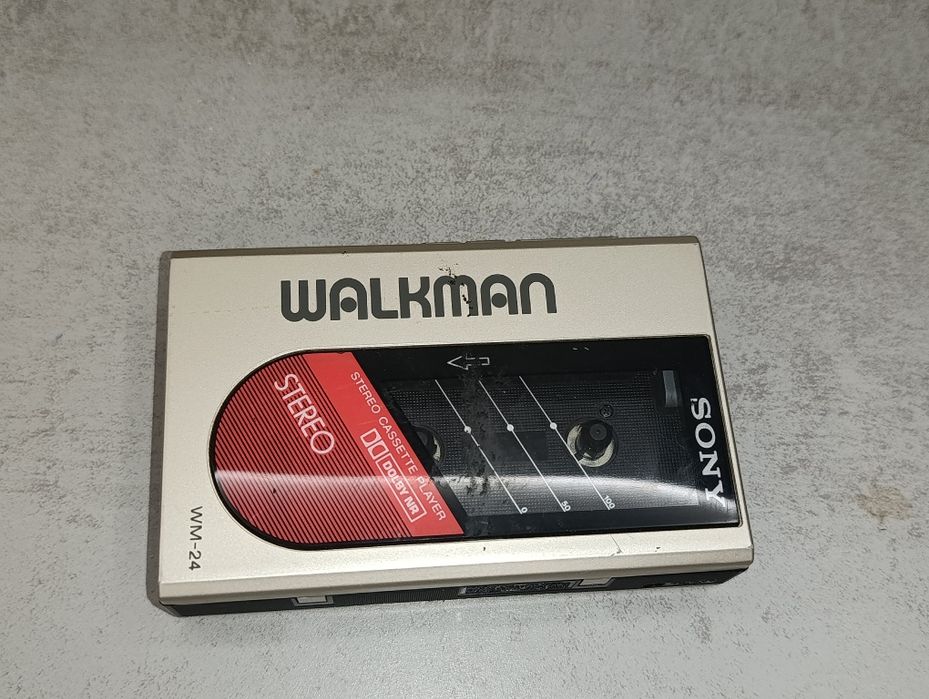 WALKMAN
STEREO
STEREO CASSETTE PLAYER
DOLBY NR
0
50
100
SONY
WM-24